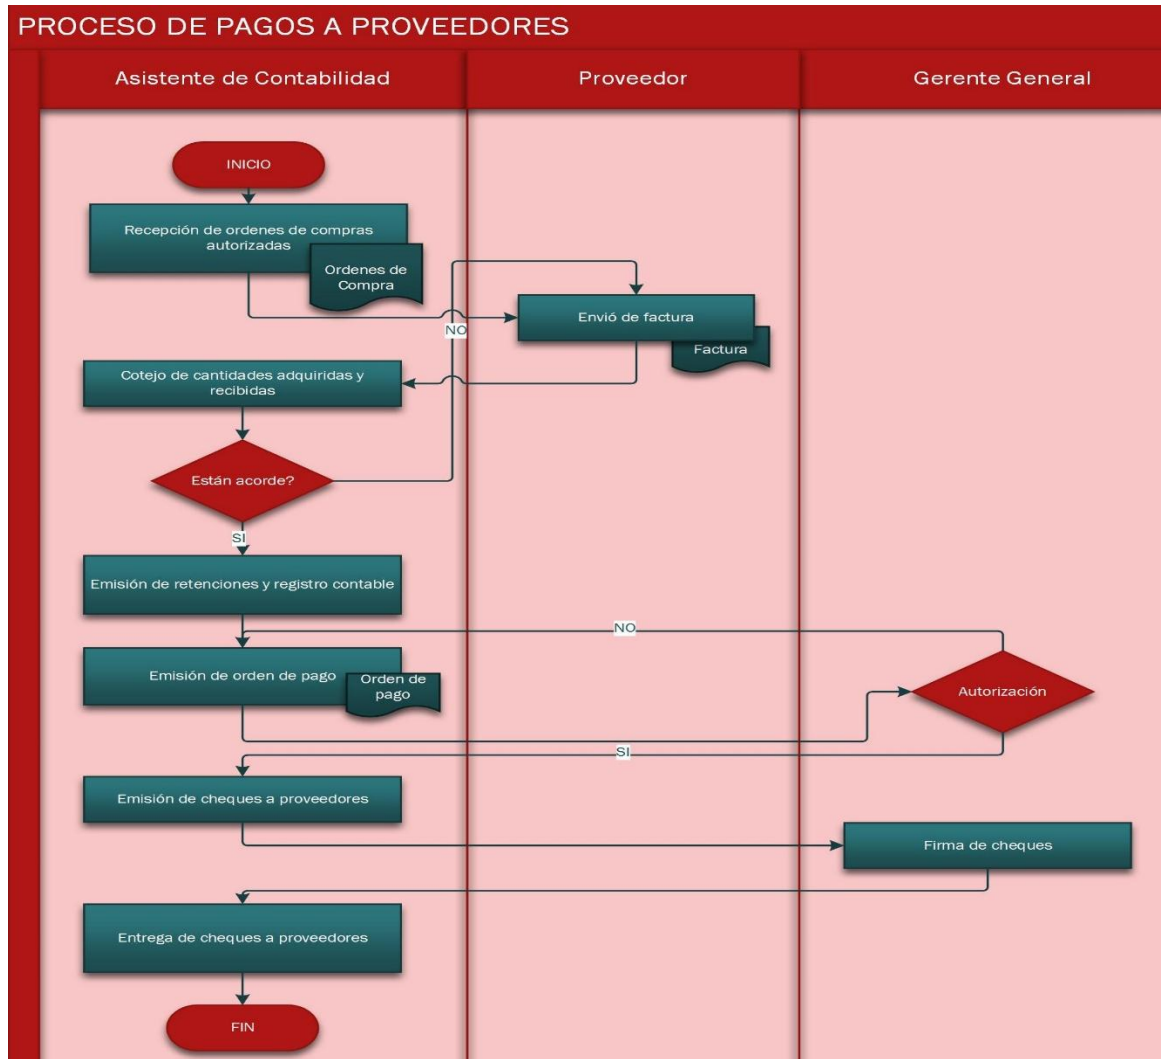 PROCESO DE PAGOS A PROVEEDORES
Asistente de Contabilidad
Proveedor
Gerente General
INICIO
Recepción de ordenes de compras
autorizadas
Ordenes de
Compra
Envió de factura
NO
Factura
Cotejo de cantidades adquiridas y
recibidas
Están acorde?
SI
Emisión de retenciones y registro contable
NO
Emisión de orden de pago
Orden de
pago
Autorización
SI
Emisión de cheques a proveedores
Firma de cheques
Entrega de cheques a proveedores
FIN